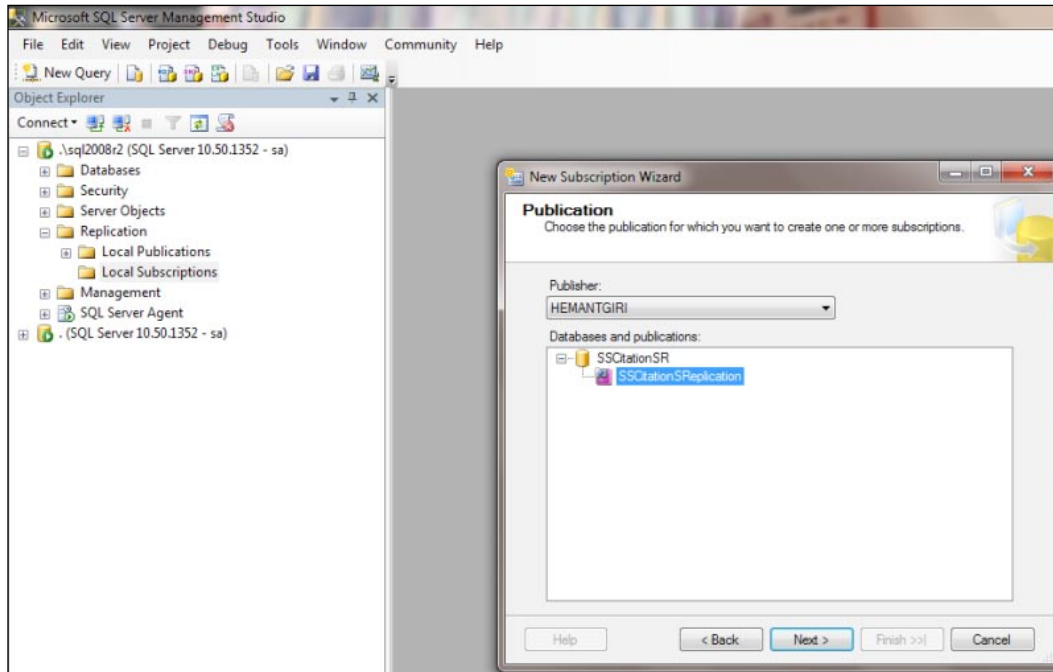 Microsoft SQL Server Management Studio
File Edit View Project Debug Tools Window Community Help
New Query
Object Explorer
Connect
.\sql2008r2 (SQL Server 10.50.1352 - sa)
Databases
Security
Server Objects
Replication
Local Publications
Local Subscriptions
Management
SQL Server Agent
. (SQL Server 10.50.1352 - sa)
New Subscription Wizard
Publication
Choose the publication for which you want to create one or more subscriptions.
Publisher:
HEMANTGIRI
Databases and publications:
SSCitationSR
SSCitationSReplication
Help
< Back
Next >
Finish >>|
Cancel